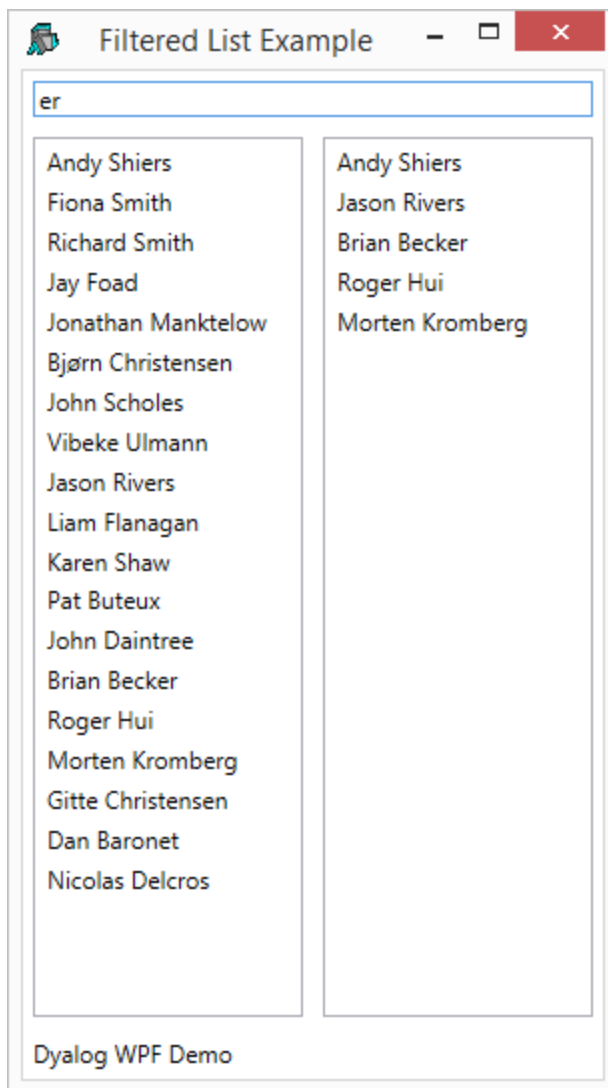 Filtered List Example
er
Andy Shiers
Fiona Smith
Richard Smith
Jay Foad
Jonathan Manktelow
Bjørn Christensen
John Scholes
Vibeke Ulmann
Jason Rivers
Liam Flanagan
Karen Shaw
Pat Buteux
John Daintree
Brian Becker
Roger Hui
Morten Kromberg
Gitte Christensen
Dan Baronet
Nicolas Delcros
Andy Shiers
Jason Rivers
Brian Becker
Roger Hui
Morten Kromberg
Dyalog WPF Demo